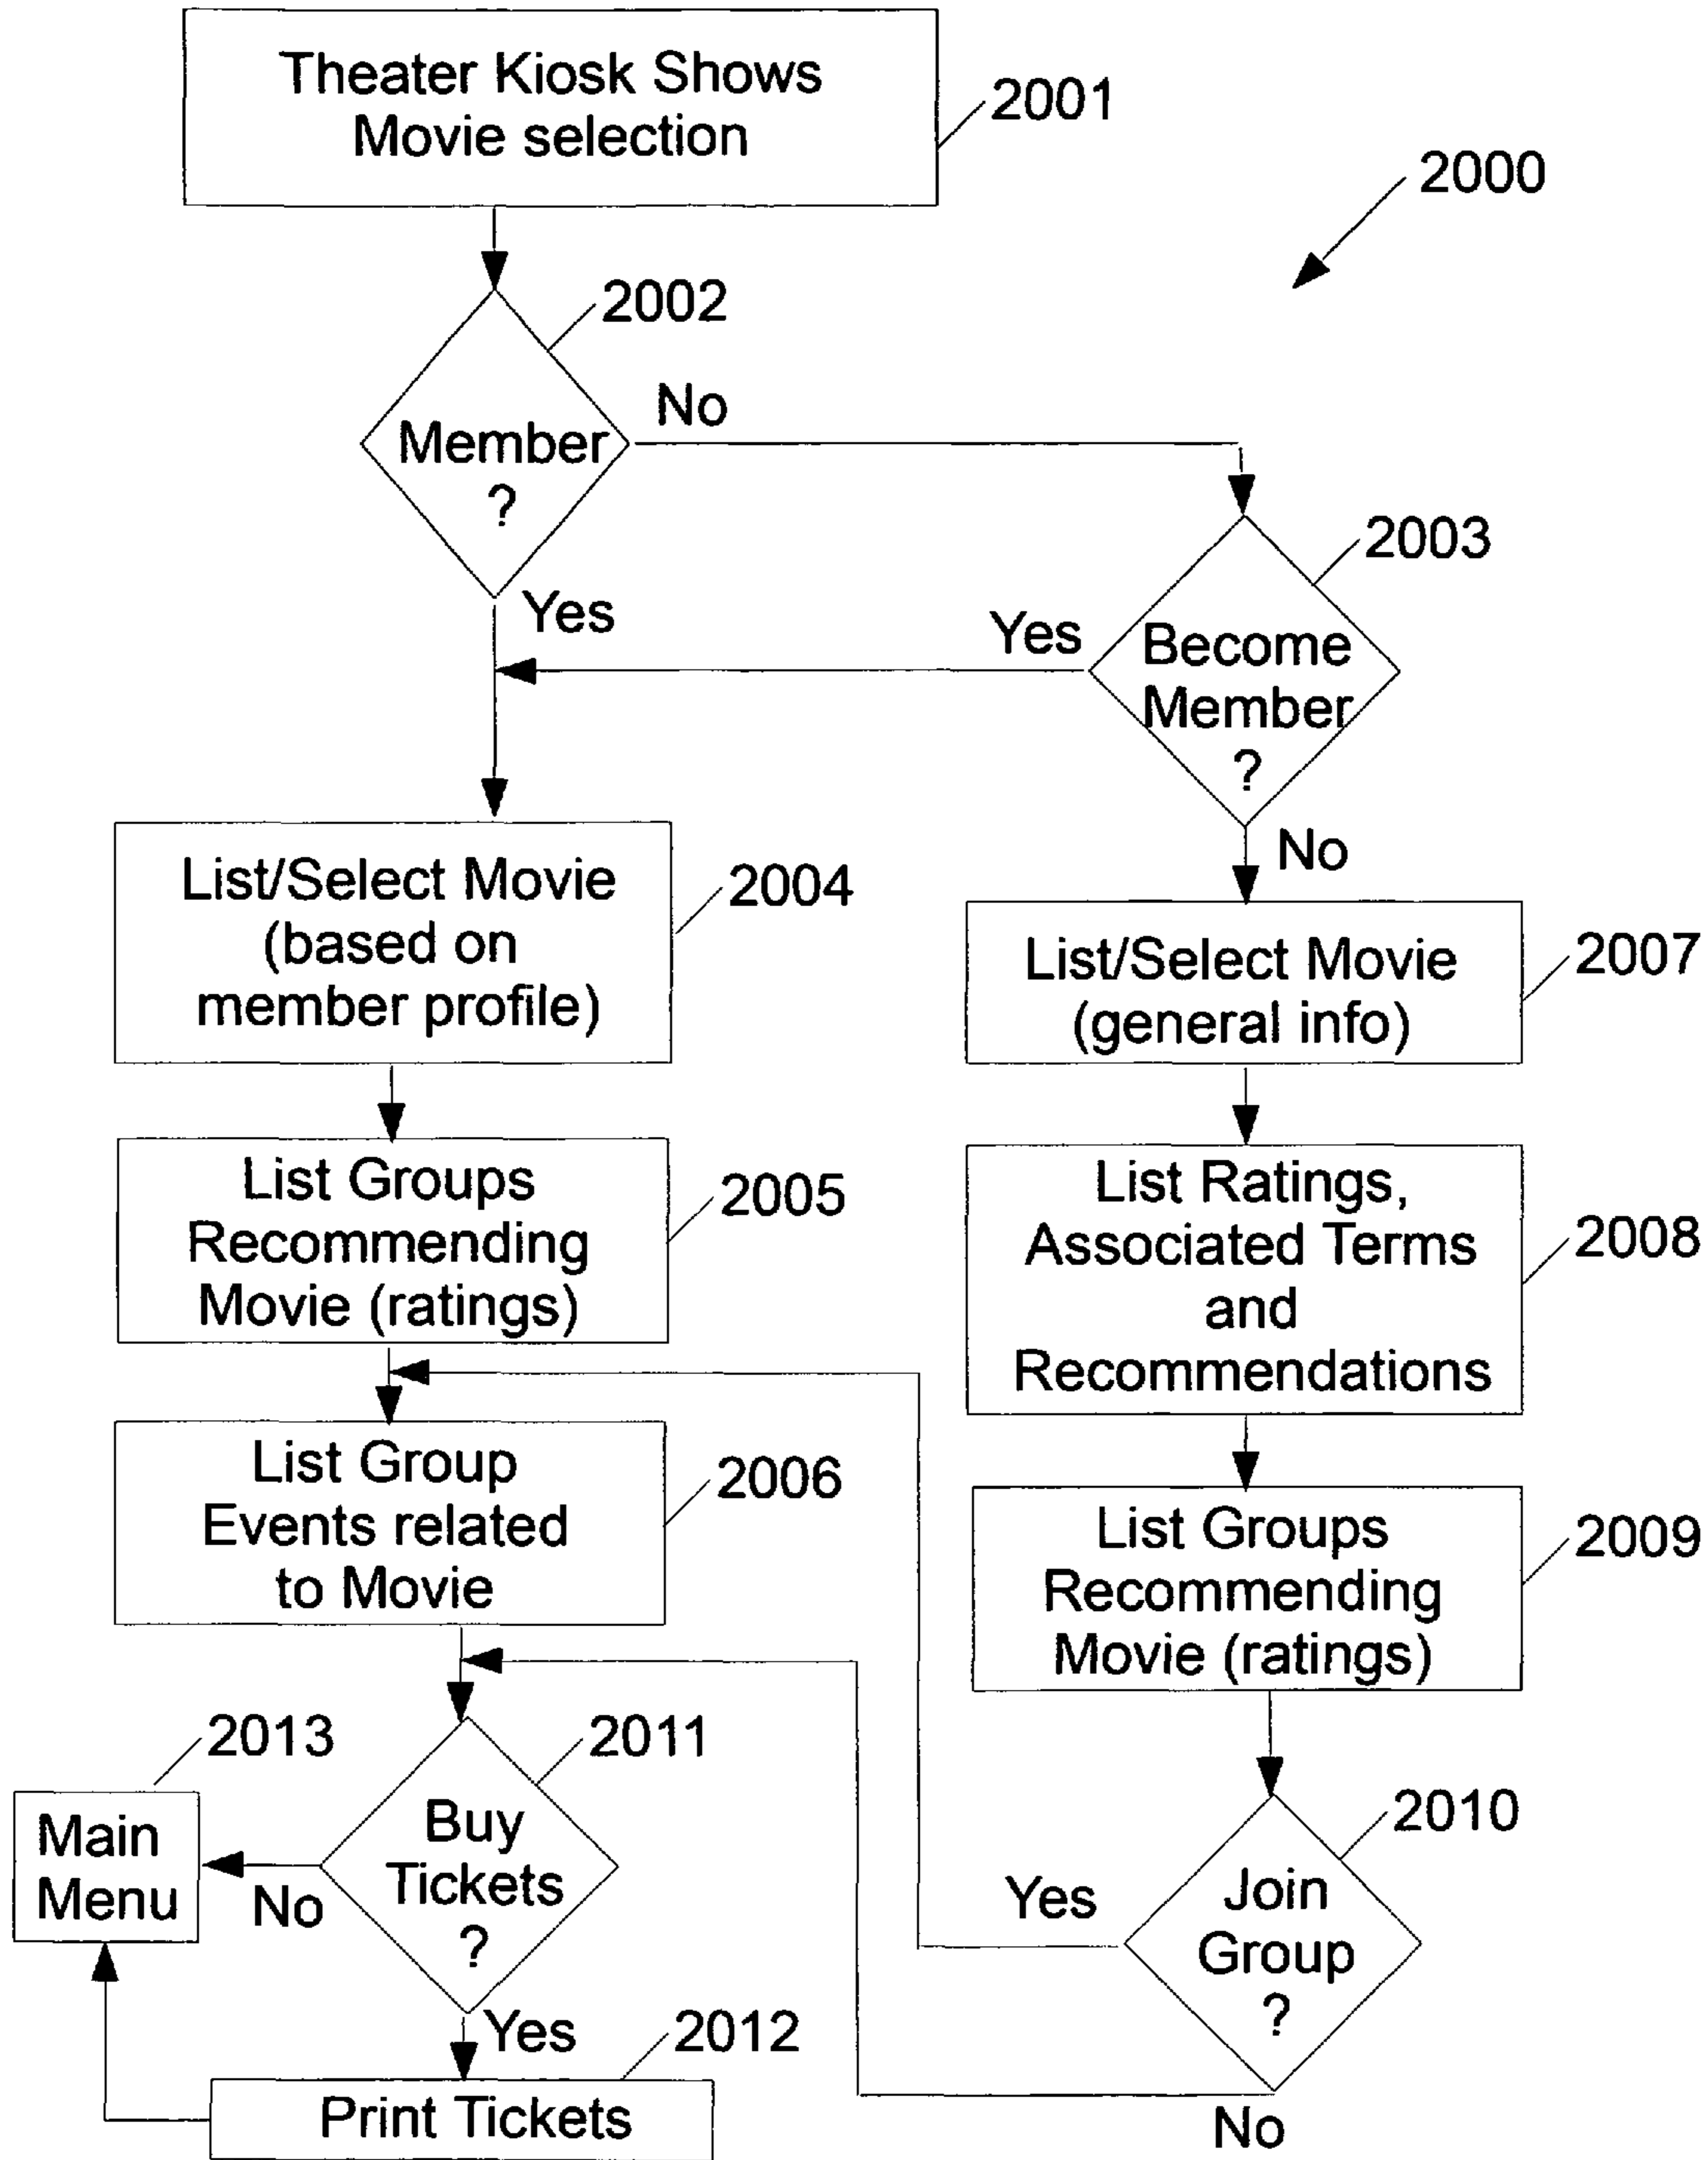 Theater Kiosk Shows
Movie selection
2001
2000
2002
Member
?
No
Yes
2003
Become
Member
?
Yes
No
List/Select Movie
(based on
member profile)
2004
List/Select Movie
(general info)
2007
List Groups
Recommending
Movie (ratings)
2005
List Ratings,
Associated Terms
and
Recommendations
2008
List Group
Events related
to Movie
2006
List Groups
Recommending
Movie (ratings)
2009
2013
Main
Menu
2011
Buy
Tickets
?
No
Yes
2010
Join
Group
?
Yes
No
2012
Print Tickets